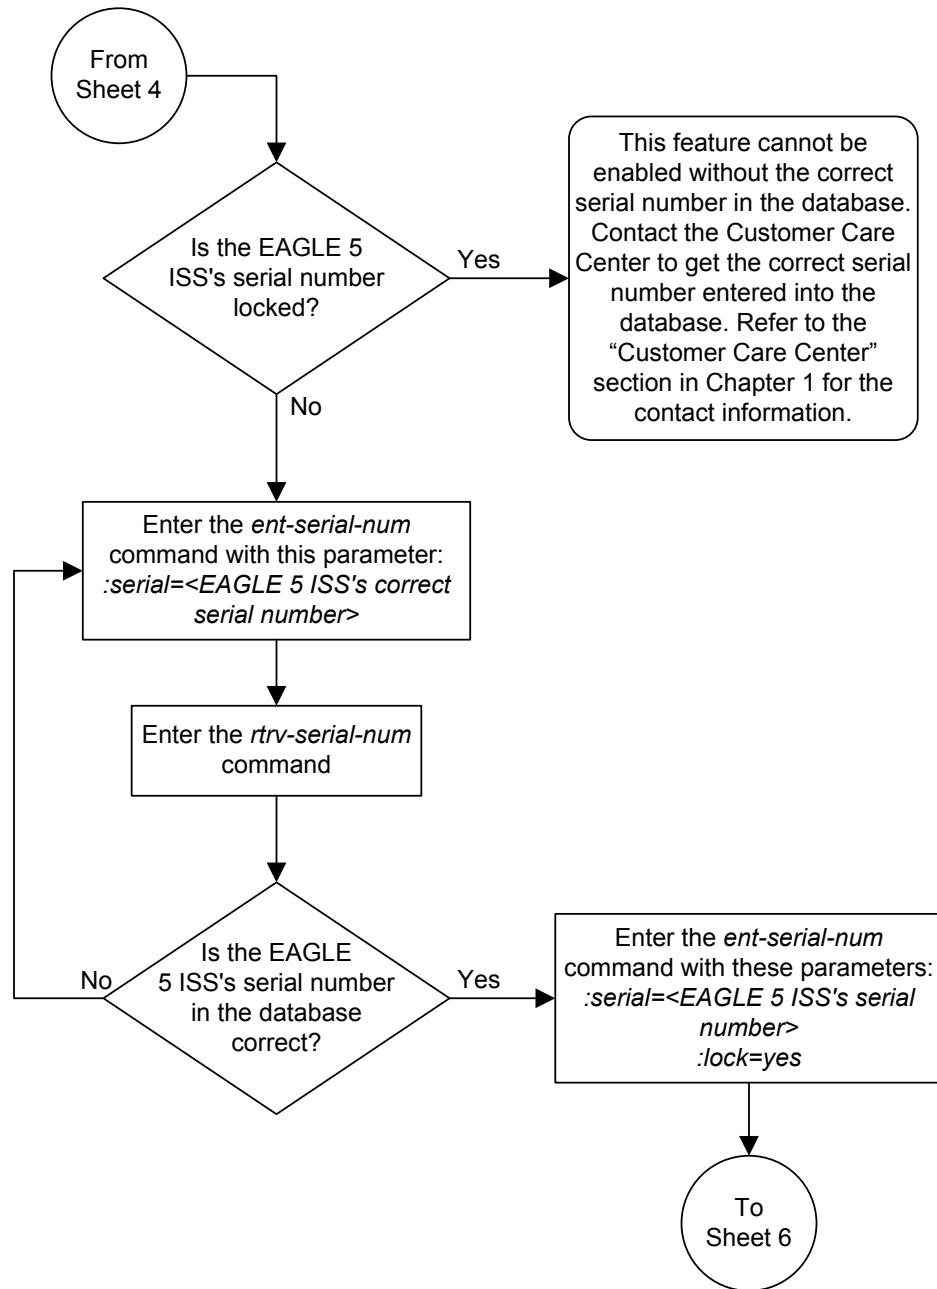 From
Sheet 4
This feature cannot be
enabled without the correct
serial number in the database.
Contact the Customer Care
Center to get the correct serial
number entered into the
database. Refer to the
“Customer Care Center”
section in Chapter 1 for the
contact information.
Is the EAGLE 5
ISS's serial number
locked?
Yes
No
Enter the ent-serial-num
command with this parameter:
:serial=<EAGLE 5 ISS's correct
serial number>
Enter the rtrv-serial-num
command
Is the EAGLE
5 ISS's serial number
in the database
correct?
No
Yes
Enter the ent-serial-num
command with these parameters:
:serial=<EAGLE 5 ISS's serial
number>
:lock=yes
To
Sheet 6